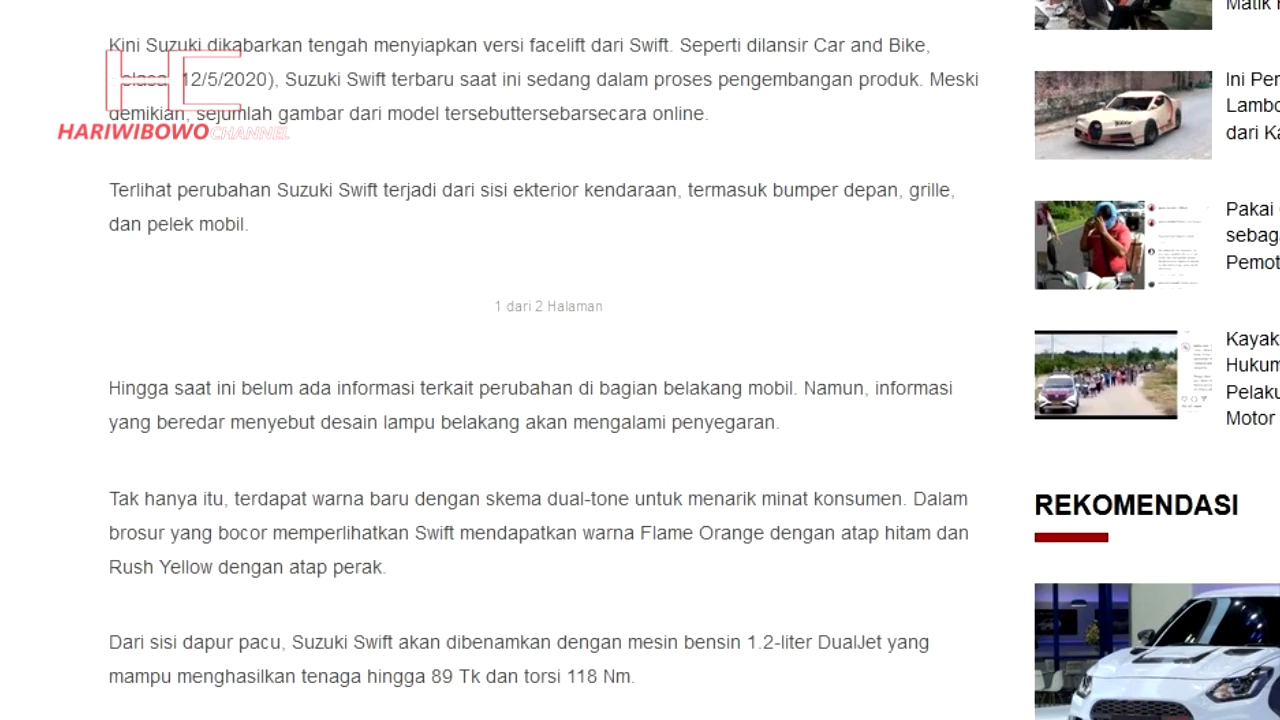 Kini Suzuki dikabarkan tengah menyiapkan versi facelift dari Swift. Seperti dilansir Car and Bike,
12/5/2020), Suzuki Swift terbaru saat ini sedang dalam proses pengembangan produk. Meski
demikian, sejumlah gambar dari model tersebuttersebarsecara online.
HC
HARIWIBOWO CHANNEL
Terlihat perubahan Suzuki Swift terjadi dari sisi ekterior kendaraan, termasuk bumper depan, grille,
dan pelek mobil.
1 dari 2 Halaman
Hingga saat ini belum ada informasi terkait perubahan di bagian belakang mobil. Namun, informasi
yang beredar menyebut desain lampu belakang akan mengalami penyegaran.
Tak hanya itu, terdapat warna baru dengan skema dual-tone untuk menarik minat konsumen. Dalam
brosur yang bocor memperlihatkan Swift mendapatkan warna Flame Orange dengan atap hitam dan
Rush Yellow dengan atap perak.
Dari sisi dapur pacu, Suzuki Swift akan dibenamkan dengan mesin bensin 1.2-liter DualJet yang
mampu menghasilkan tenaga hingga 89 Tk dan torsi 118 Nm.
Matik
Ini Per
Lambo
dari Ka
Pakai
sebaga
Pemot
Kayak
Hukum
Pelaku
Motor
REKOMENDASI